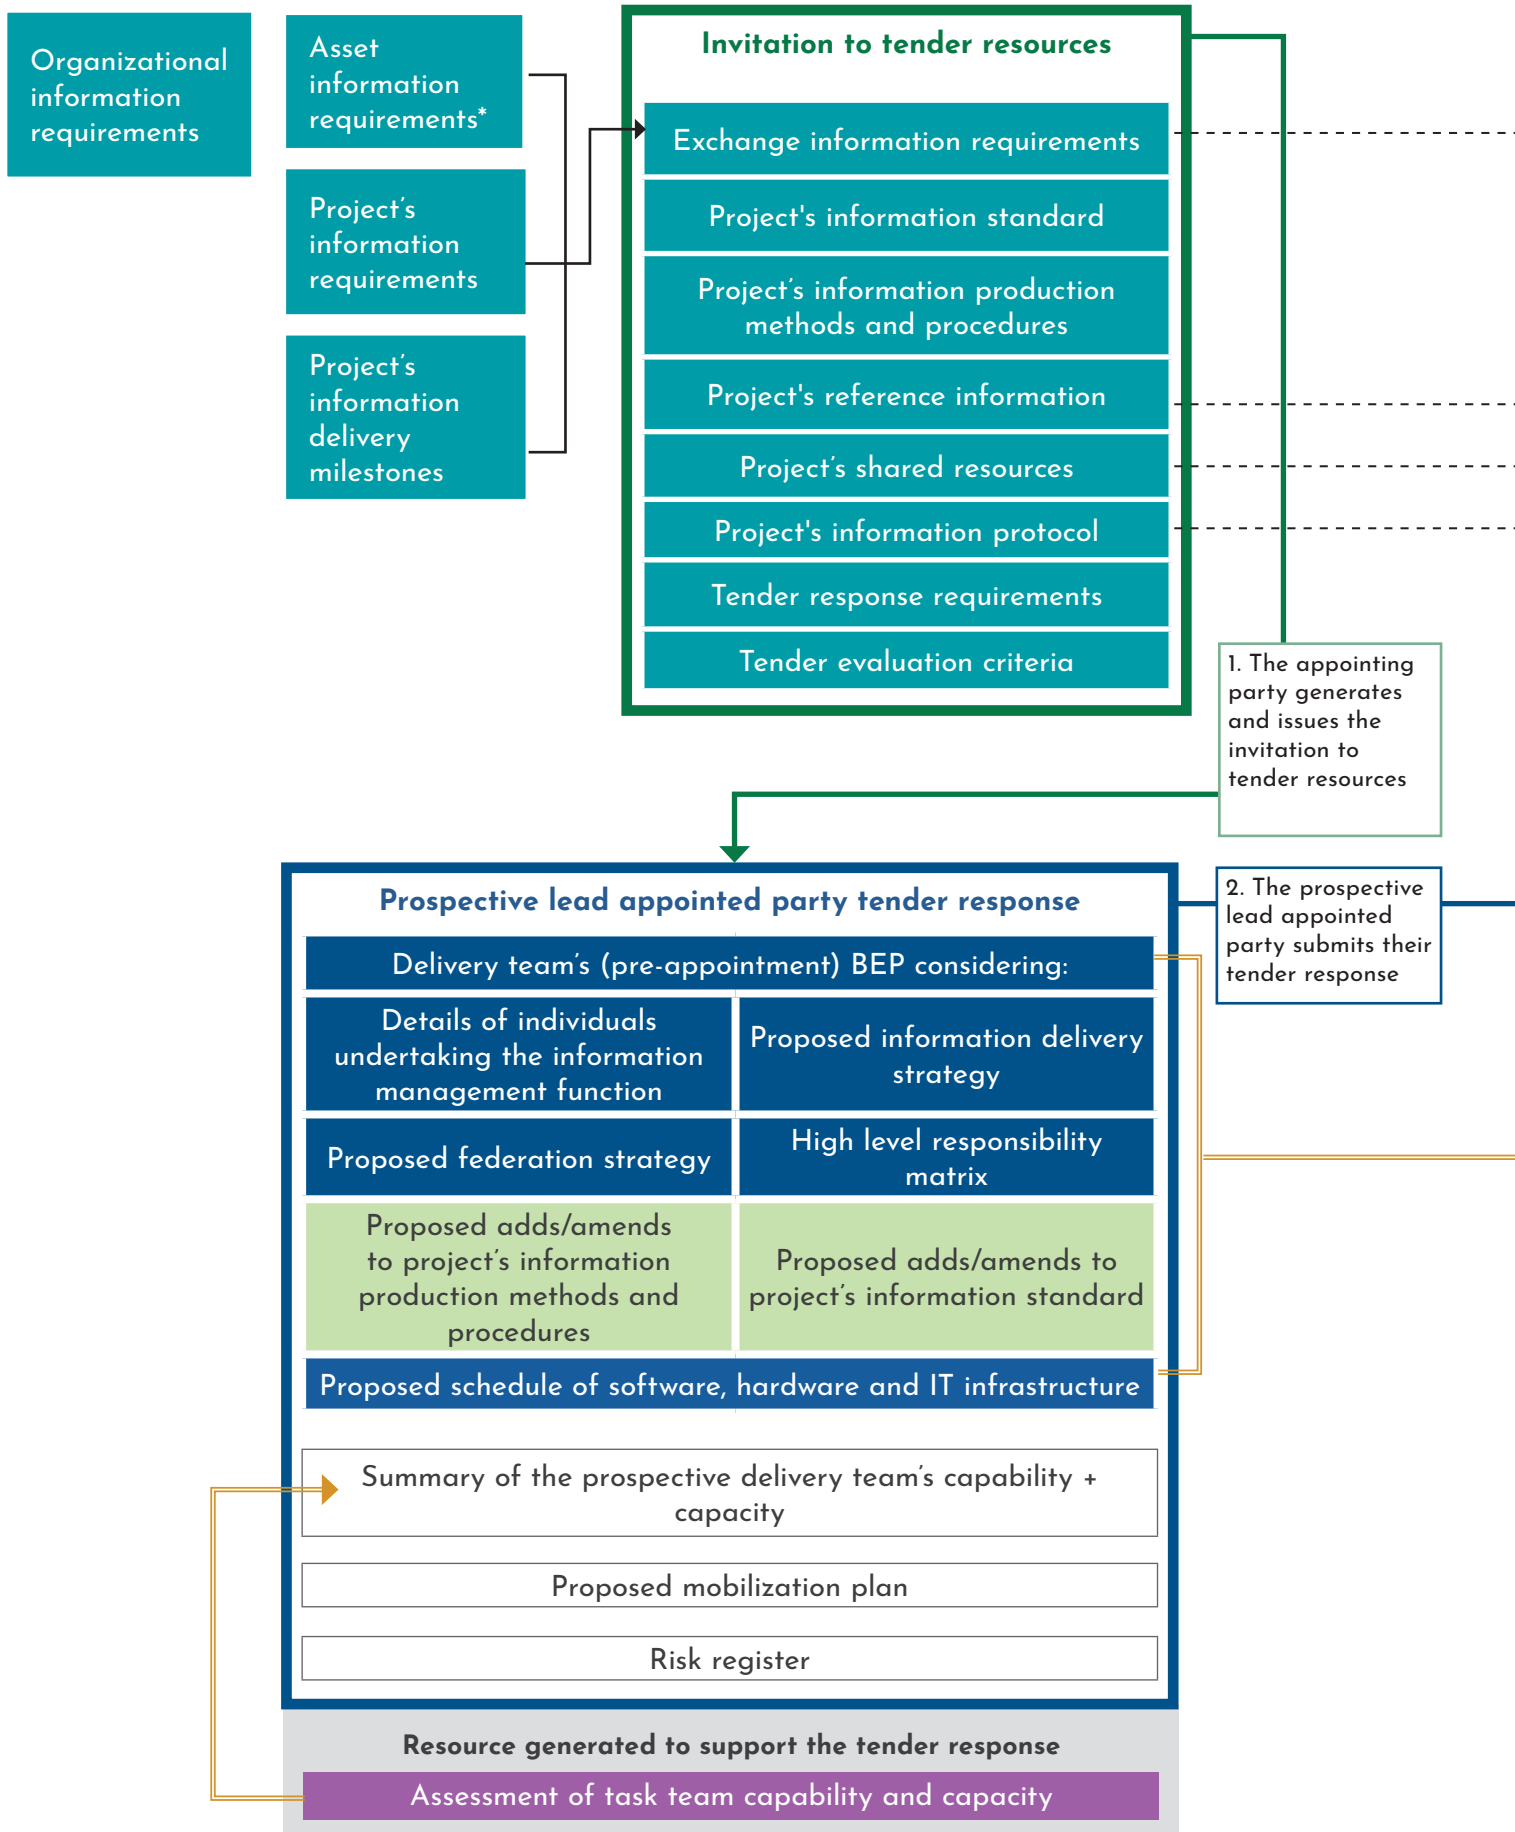 Organizational
information
requirements
Asset
information
requirements*
Project’s
information
requirements
Project’s
information
delivery
milestones
Invitation to tender resources
Exchange information requirements
Project's information standard
Project’s information production
methods and procedures
Project's reference information
Project’s shared resources
Project's information protocol
Tender response requirements
Tender evaluation criteria
1. The appointing
party generates
and issues the
invitation to
tender resources
Prospective lead appointed party tender response
2. The prospective
lead appointed
party submits their
tender response
Delivery team’s (pre-appointment) BEP considering:
Details of individuals
undertaking the information
management function
Proposed information delivery
strategy
Proposed federation strategy
High level responsibility
matrix
Proposed adds/amends
to project’s information
production methods and
procedures
Proposed adds/amends to
project’s information standard
Proposed schedule of software, hardware and IT infrastructure
Summary of the prospective delivery team’s capability +
capacity
Proposed mobilization plan
Risk register
Resource generated to support the tender response
Assessment of task team capability and capacity